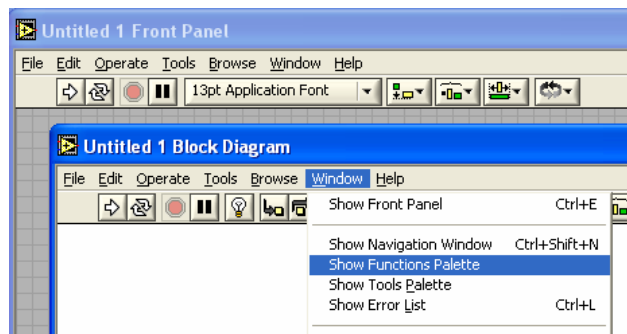 Untitled 1 Front Panel
File Edit Operate Tools Browse Window Help
13pt Application Font
Untitled 1 Block Diagram
File Edit Operate Tools Browse Window Help
Show Front Panel Ctrl+E
Show Navigation Window Ctrl+Shift+N
Show Functions Palette
Show Tools Palette
Show Error List Ctrl+L